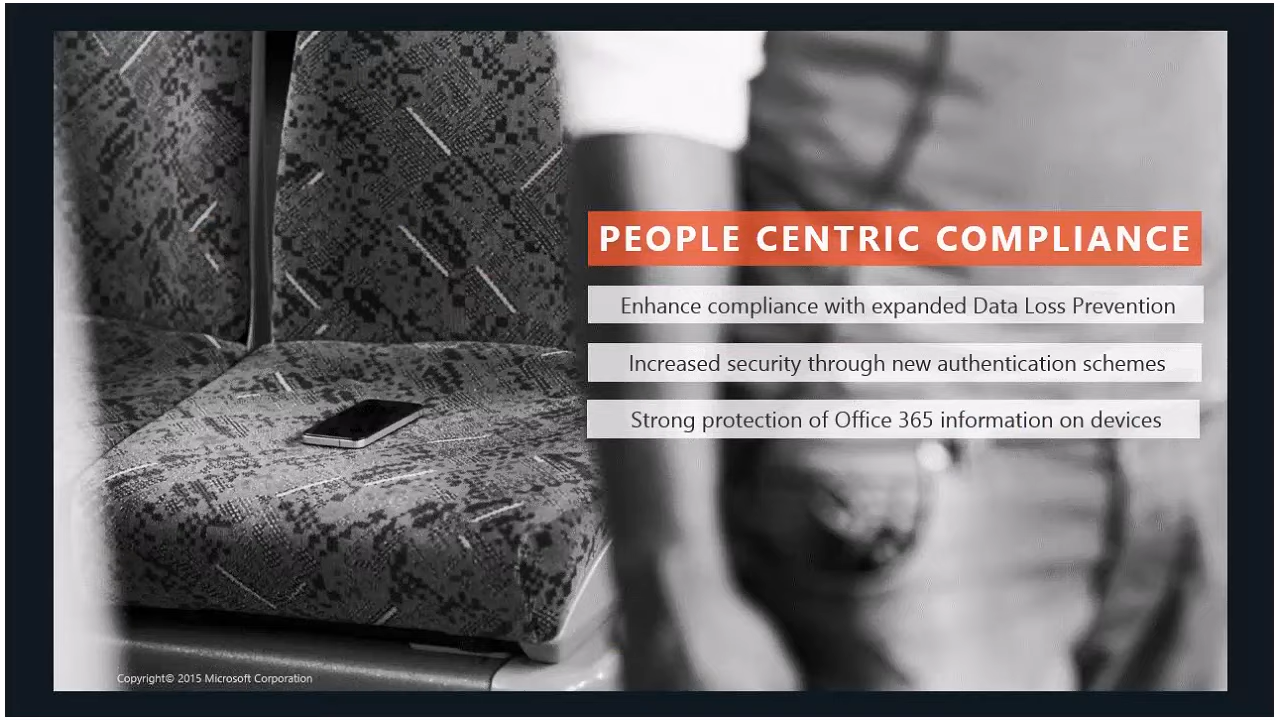 PEOPLE CENTRIC COMPLIANCE
Enhance compliance with expanded Data Loss Prevention
Increased security through new authentication schemes
Strong protection of Office 365 information on devices
Copyright© 2015 Microsoft Corporation